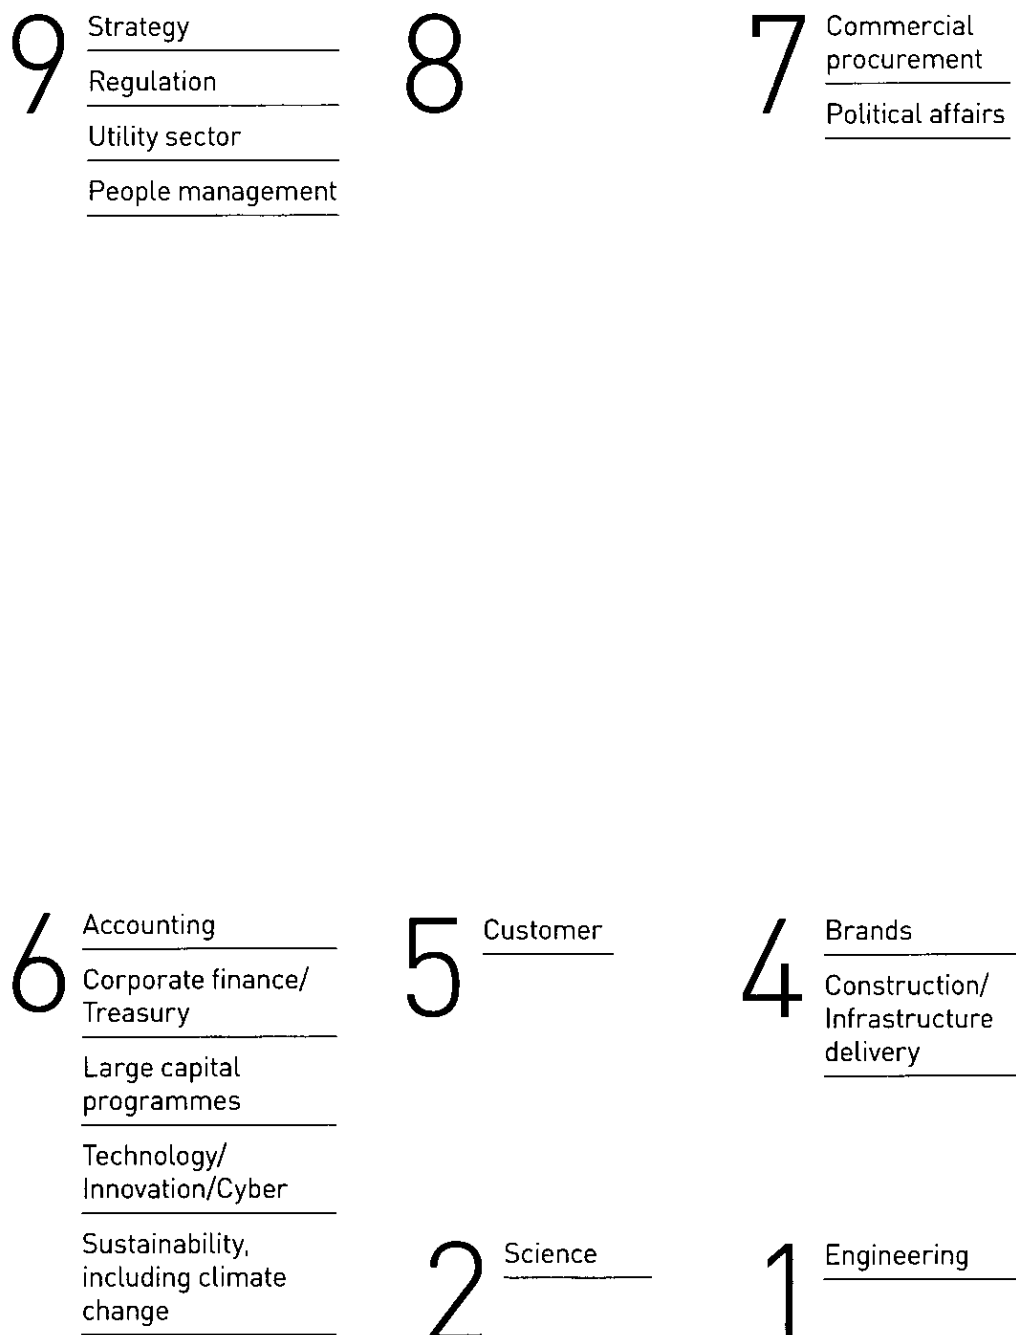 9
Strategy
Regulation
Utility sector
People management
8
7
Commercial
procurement
Political affairs
6
Accounting
Corporate finance/
Treasury
Large capital
programmes
Technology/
Innovation/Cyber
Sustainability,
including climate
change
5
Customer
4
Brands
Construction/
Infrastructure
delivery
2
Science
1
Engineering